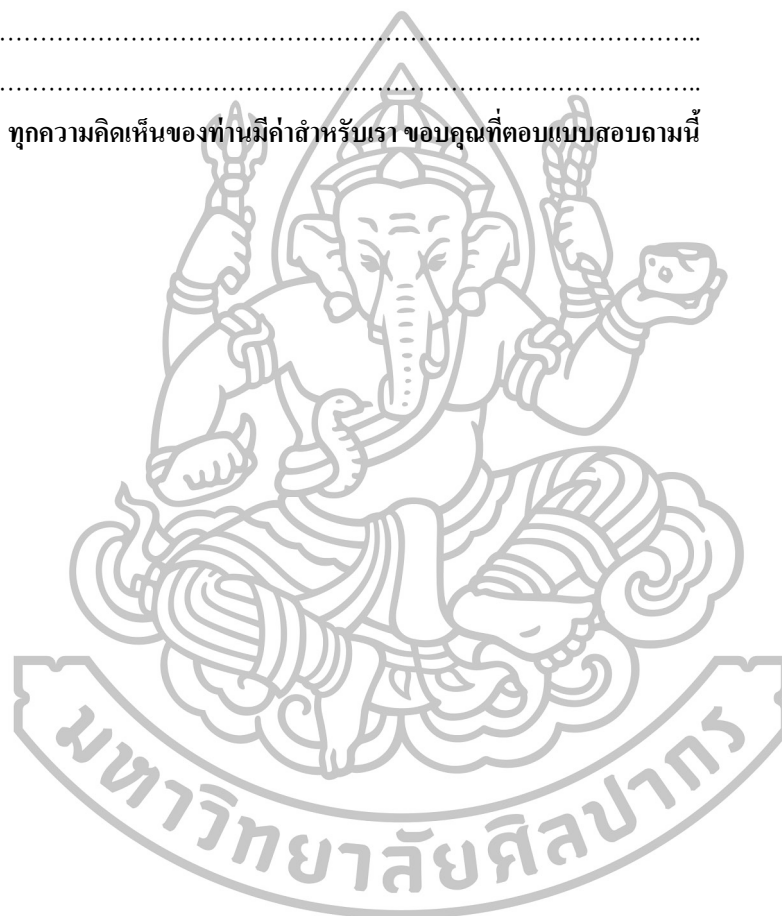 …………………………………………………………………………..
…………………………………………………………………………..
ทุกความคิดเห็นของท่านมีค่าสำหรับเรา ขอบคุณที่ตอบแบบสอบถามนี้
มหาวิทยาลัยศิลปากร